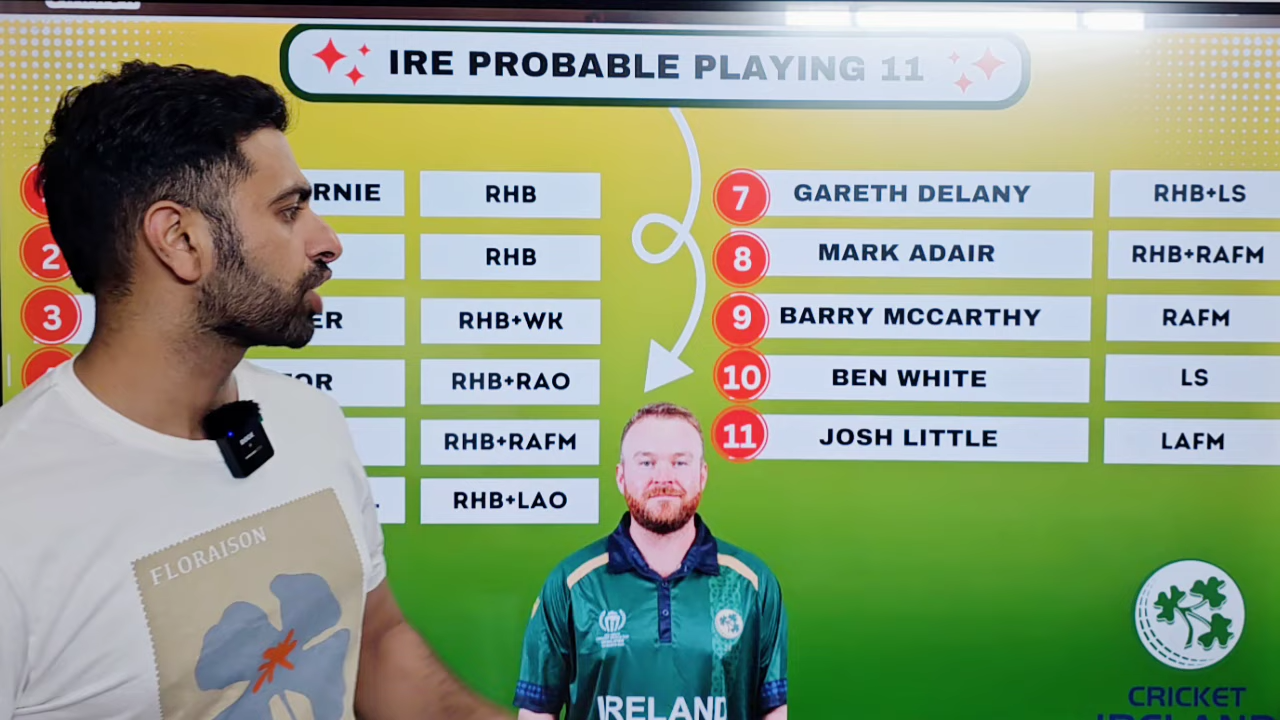 IRE PROBABLE PLAYING 11
RNIE RHB
2 RHB
3 ER RHB+WK
TOR RHB+RAO
RHB+RAFM
L RHB+LAO
7 GARETH DELANY RHB+LS
8 MARK ADAIR RHB+RAFM
9 BARRY MCCARTHY RAFM
10 BEN WHITE LS
11 JOSH LITTLE LAFM
FLORAISON
IRELAND
CRICKET
IRELAND